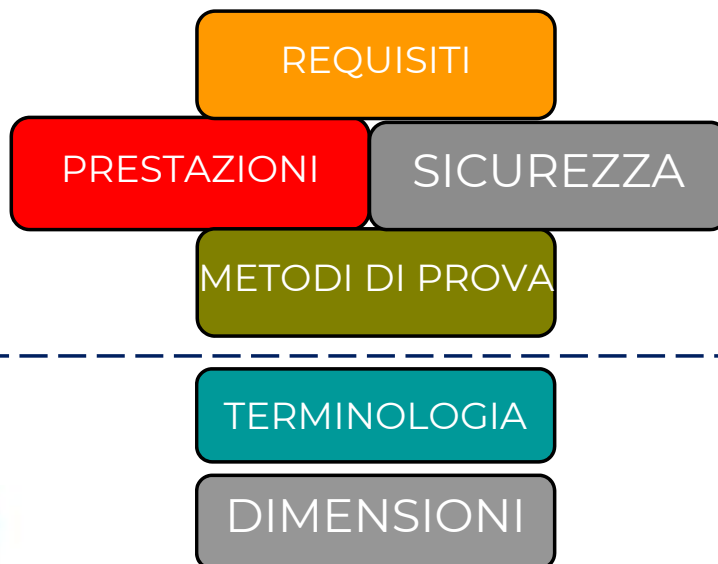 REQUISITI
PRESTAZIONI
SICUREZZA
METODI DI PROVA
TERMINOLOGIA
DIMENSIONI